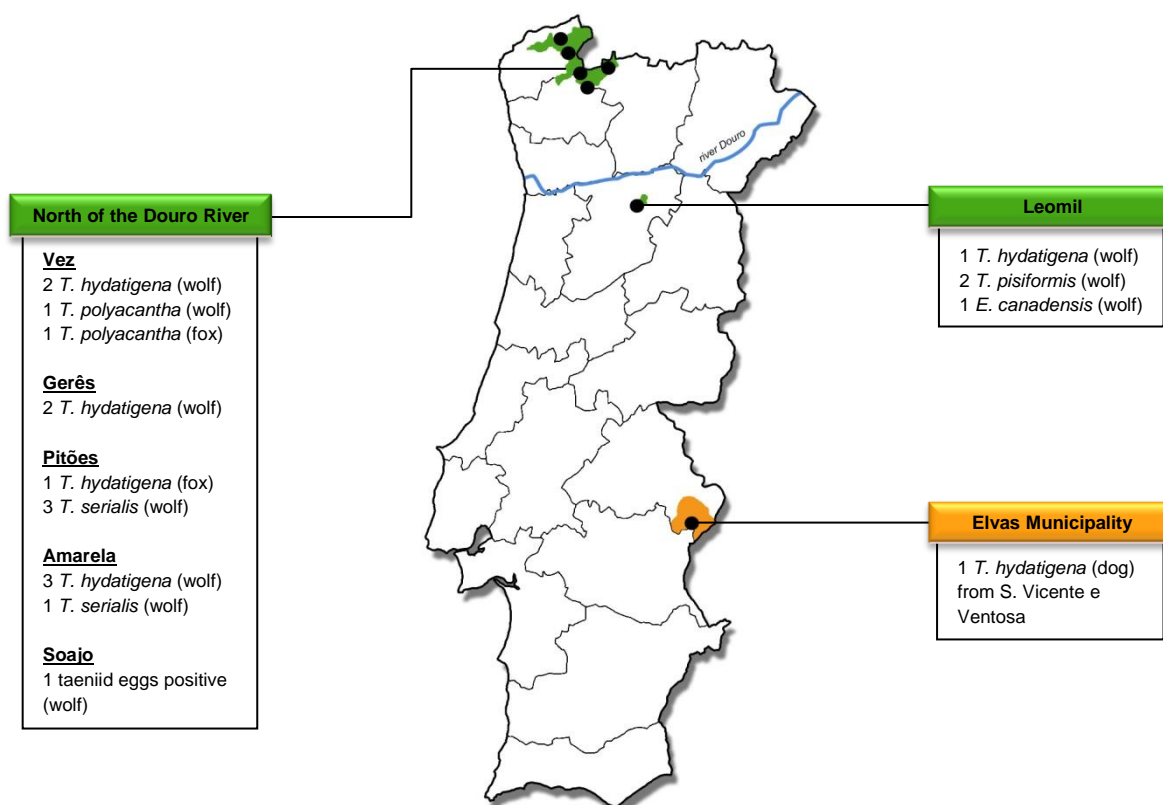 river Douro
North of the Douro River
Vez
2 T. hydatigena (wolf)
1 T. polyacantha (wolf)
1 T. polyacantha (fox)
Gerês
2 T. hydatigena (wolf)
Pitões
1 T. hydatigena (fox)
3 T. serialis (wolf)
Amarela
3 T. hydatigena (wolf)
1 T. serialis (wolf)
Soajo
1 taeniid eggs positive
(wolf)
Leomil
1 T. hydatigena (wolf)
2 T. pisiformis (wolf)
1 E. canadensis (wolf)
Elvas Municipality
1 T. hydatigena (dog)
from S. Vicente e
Ventosa